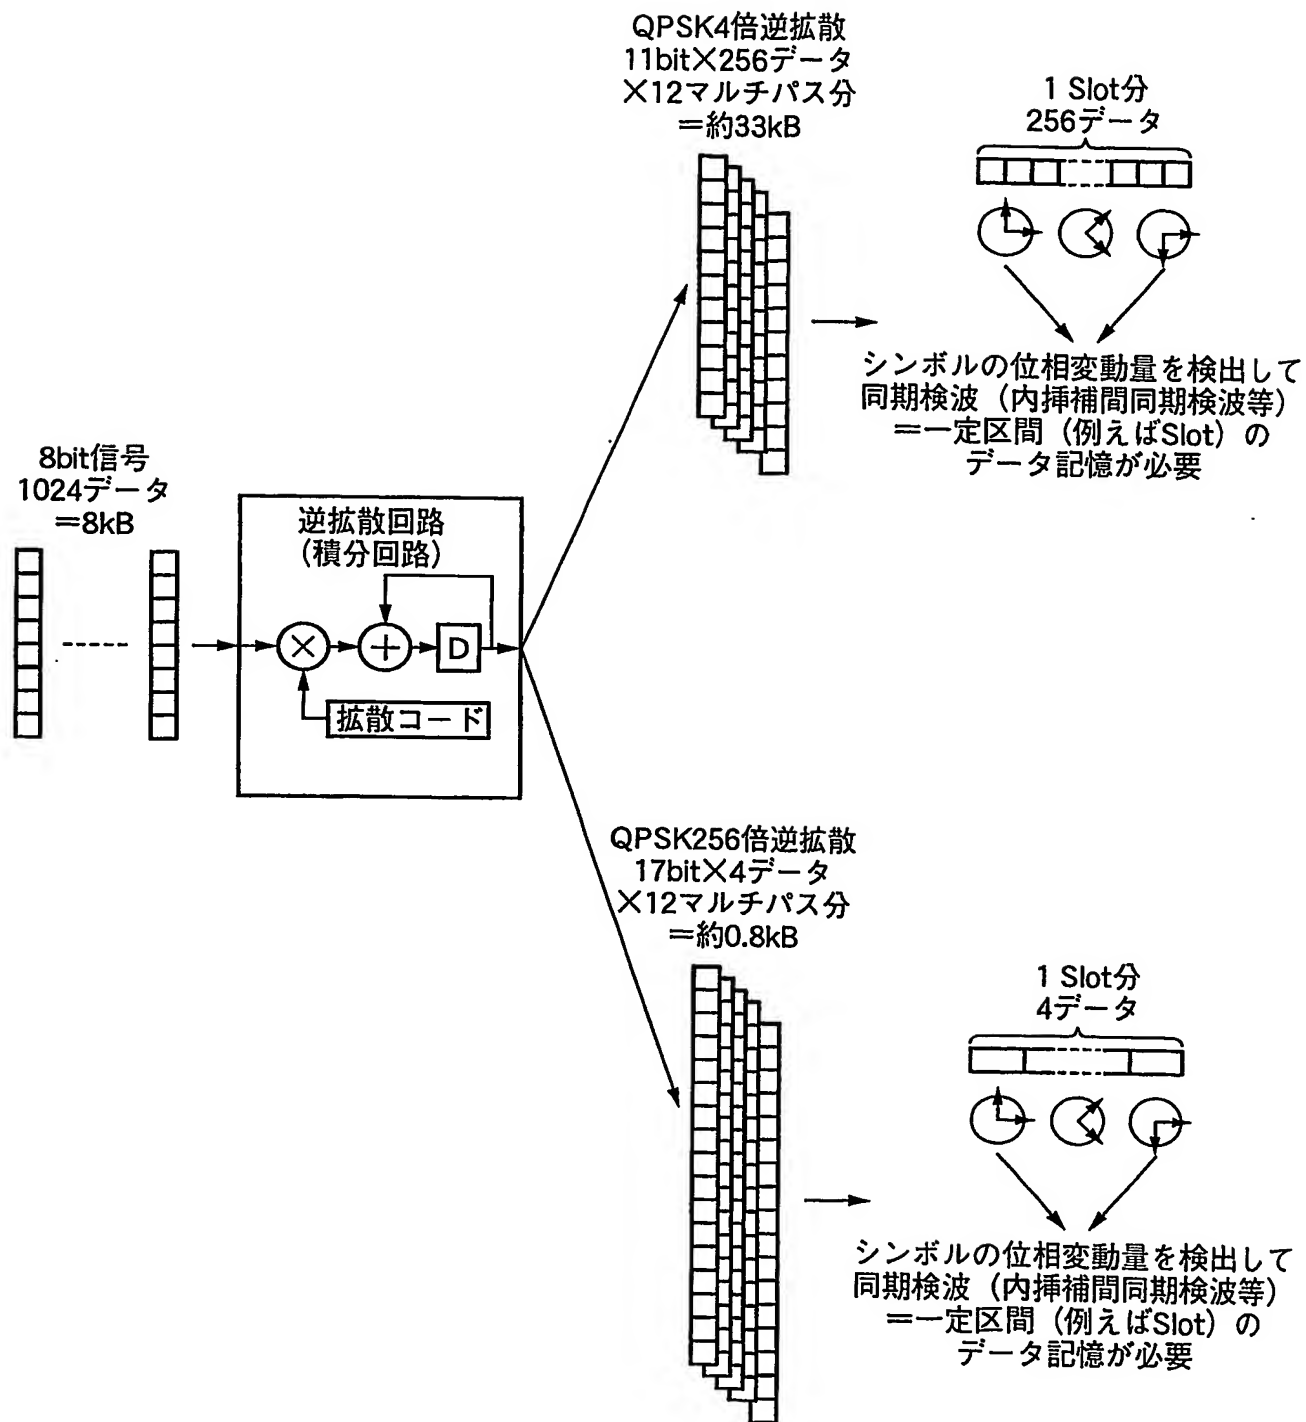 QPSK4倍逆拡散
11bit×256データ
×12マルチパス分
＝約33kB
1 Slot分
256データ
シンボルの位相変動量を検出して
同期検波（内挿補間同期検波等）
＝一定区間（例えばSlot）の
データ記憶が必要
8bit信号
1024データ
＝8kB
逆拡散回路
(積分回路)
×
+
D
拡散コード
QPSK256倍逆拡散
17bit×4データ
×12マルチパス分
＝約0.8kB
1 Slot分
4データ
シンボルの位相変動量を検出して
同期検波（内挿補間同期検波等）
＝一定区間（例えばSlot）の
データ記憶が必要